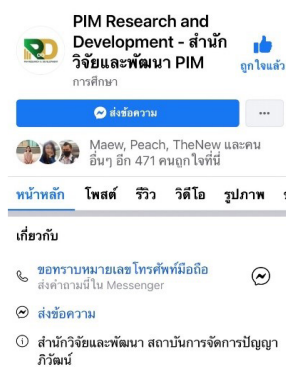 PIM Research and
Development - สำนัก
วิจัยและพัฒนา PIM
ถูกใจแล้ว
การศึกษา
ส่งข้อความ
Maew, Peach, TheNew และคน
อื่นๆ อีก 471 คนถูกใจที่นี่
หน้าหลัก โพสต์ รีวิว วิดีโอ รูปภาพ
เกี่ยวกับ
ขอทราบหมายเลขโทรศัพท์มือถือ
ส่งคำถามนี้ใน Messenger
ส่งข้อความ
สำนักวิจัยและพัฒนา สถาบันการจัดการปัญญา
ภิวัฒน์